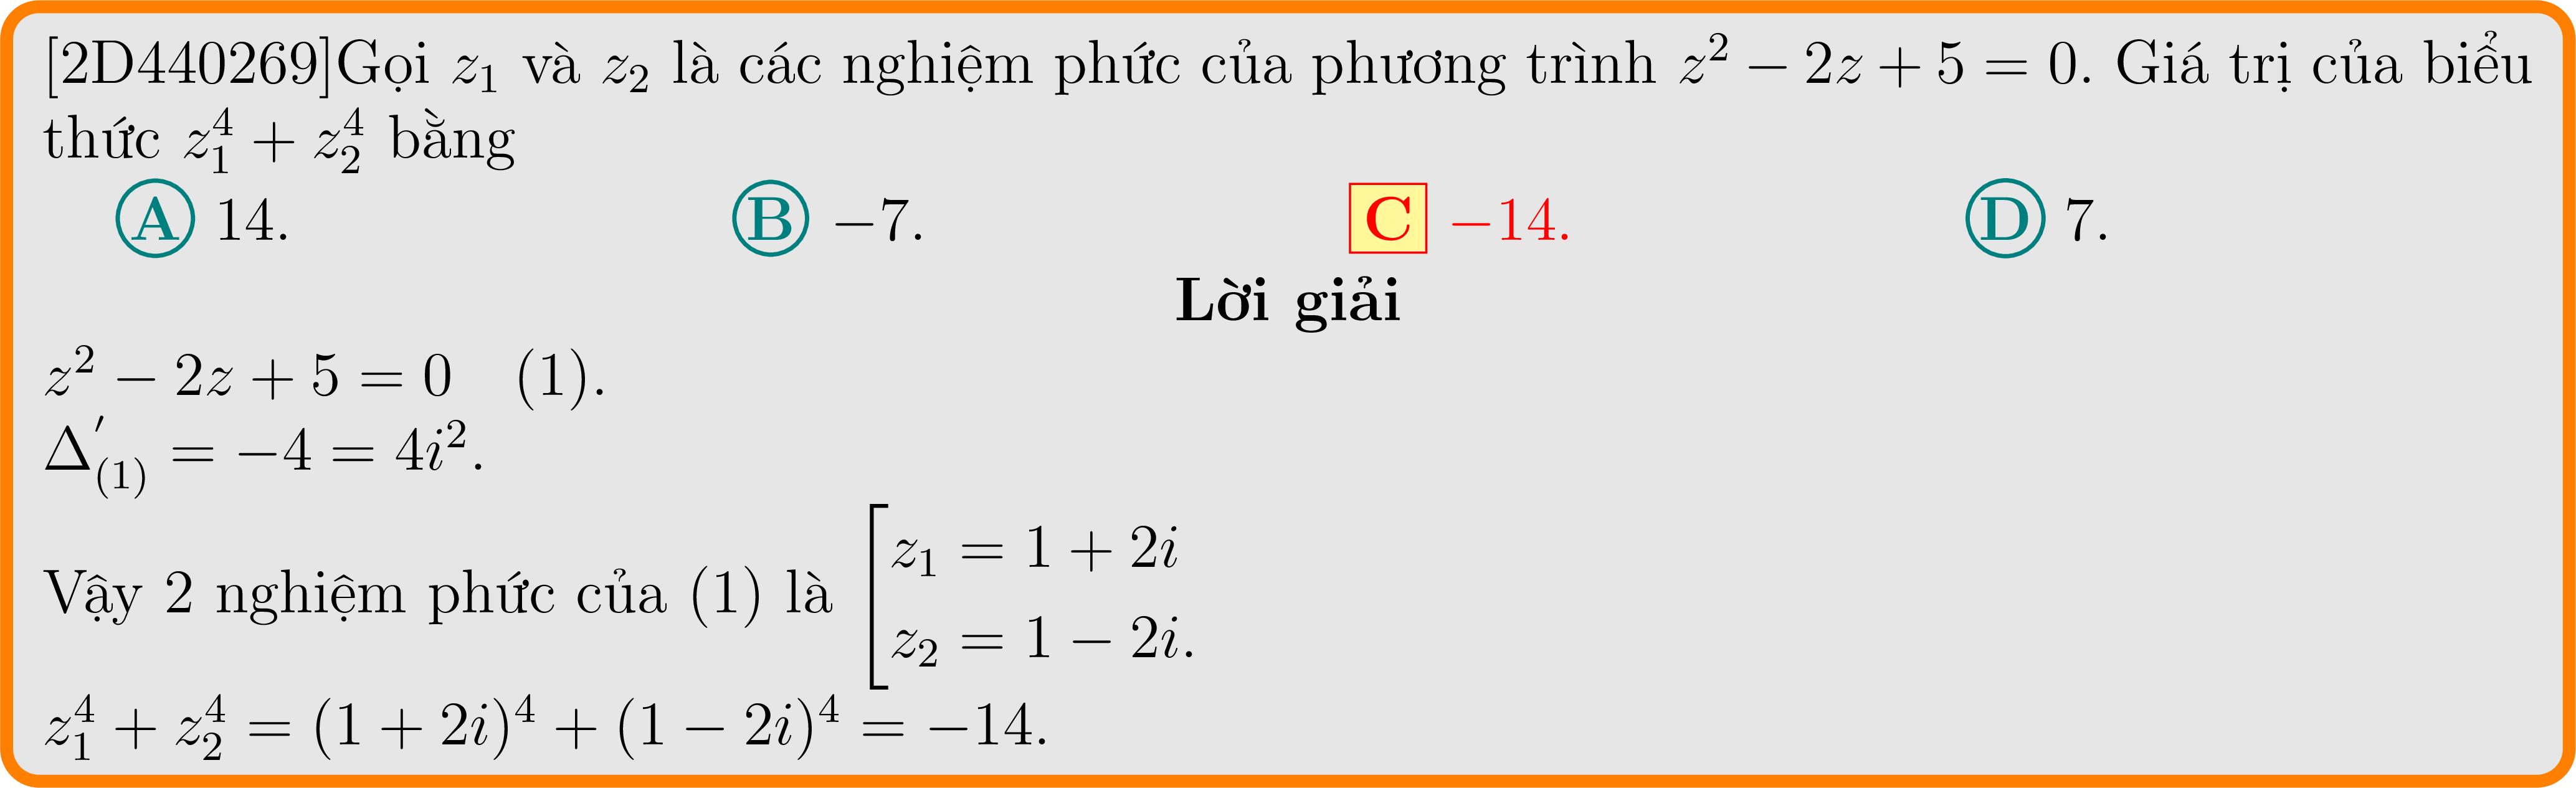 [2D440269]Gọi $z_1$ và $z_2$ là các nghiệm phức của phương trình $z^2 - 2z + 5 = 0$. Giá trị của biểu
thức $z_1^4 + z_2^4$ bằng
A 14. B −7. C −14. D 7.
Lời giải
$z^2 - 2z + 5 = 0$ (1).
$\Delta'_{(1)} = -4 = 4i^2$.
Vậy 2 nghiệm phức của (1) là $\left[\begin{array}{l} z_1 = 1 + 2i \\ z_2 = 1 - 2i. \end{array}\right.$
$z_1^4 + z_2^4 = (1 + 2i)^4 + (1 - 2i)^4 = -14$.